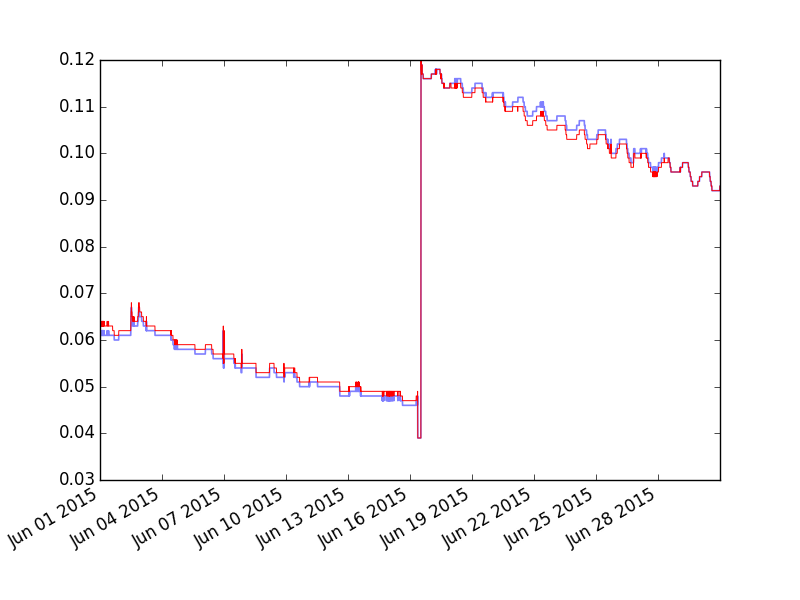 0.12
0.11
0.10
0.09
0.08
0.07
0.06
0.05
0.04
0.03
Jun 01 2015
Jun 04 2015
Jun 07 2015
Jun 10 2015
Jun 13 2015
Jun 16 2015
Jun 19 2015
Jun 22 2015
Jun 25 2015
Jun 28 2015